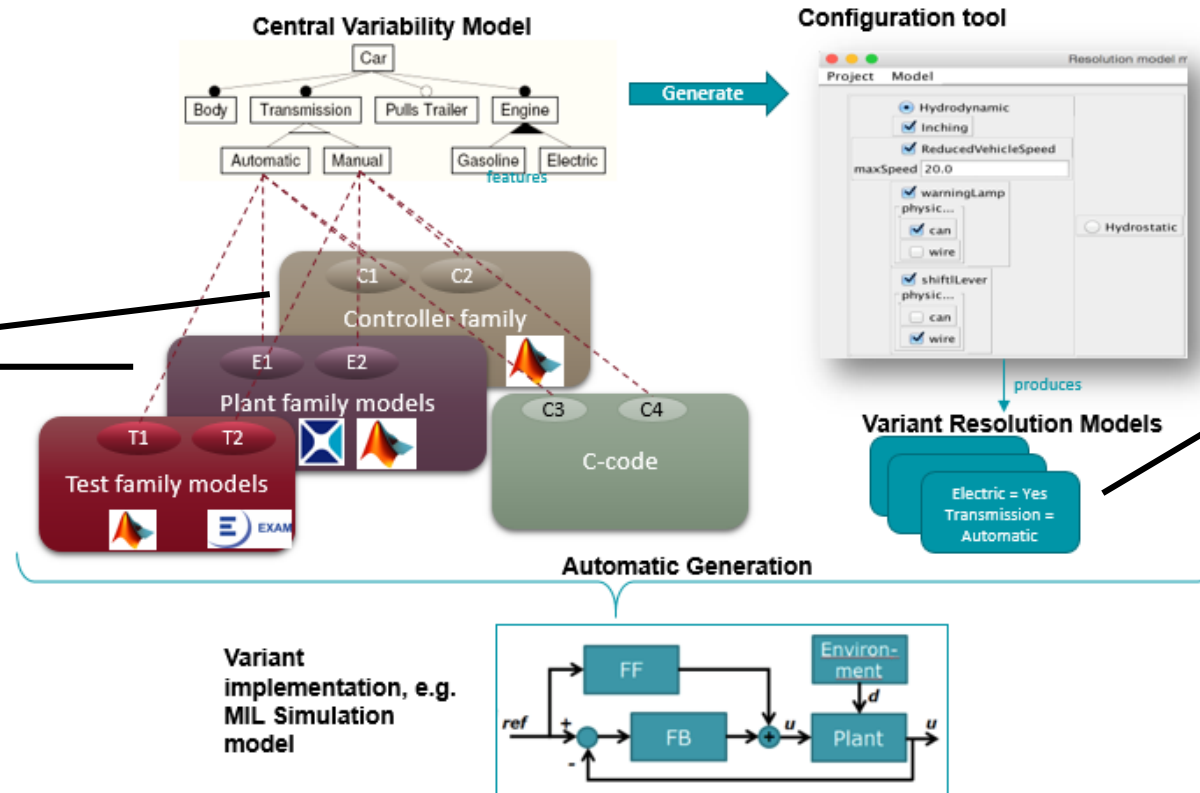 Central Variability Model
Car
Body
Transmission
Pulls Trailer
Engine
Automatic
Manual
Gasoline
Electric
features
Generate
Configuration tool
Resolution model m
Project Model
Hydrodynamic
Inching
ReducedVehicleSpeed
maxSpeed 20.0
warningLamp
physic...
can
wire
shiftlLever
physic...
can
wire
Hydrostatic
produces
C1
C2
Controller family
E1
E2
Plant family models
T1
T2
Test family models
E EXAM
C3
C4
C-code
Variant Resolution Models
Electric = Yes
Transmission =
Automatic
Automatic Generation
Variant
implementation, e.g.
MIL Simulation
model
FF
Environ-
ment
d
ref
+
-
FB
+
u
Plant
u